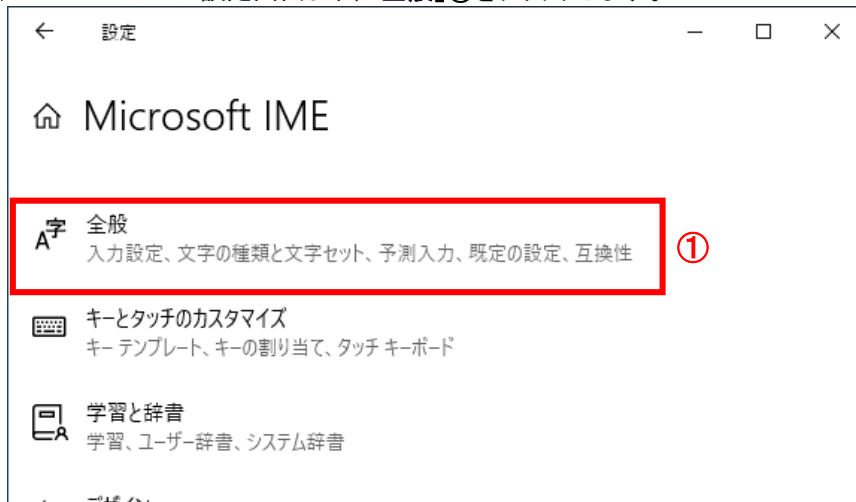 設定
Microsoft IME
全般
入力設定、文字の種類と文字セット、予測入力、既定の設定、互換性
①
キーとタッチのカスタマイズ
キー テンプレート、キーの割り当て、タッチ キーボード
学習と辞書
学習、ユーザー辞書、システム辞書